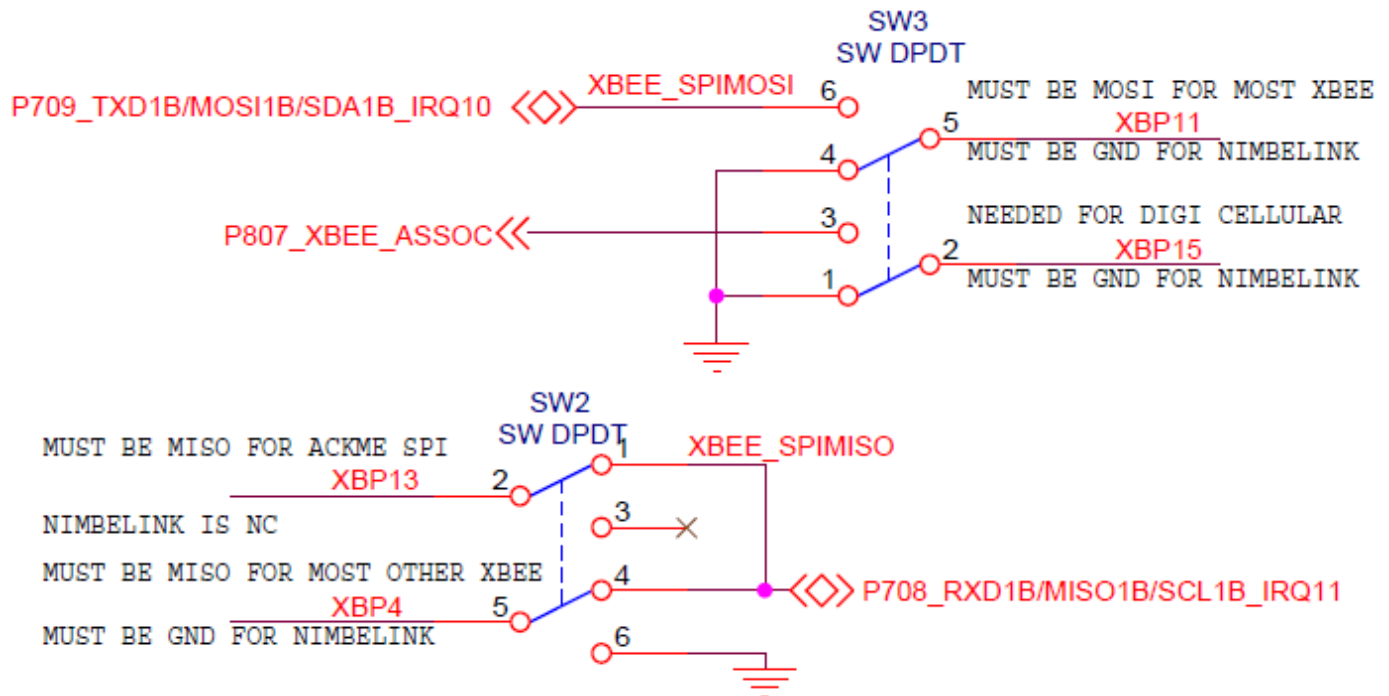 SW3
SW DPDT
P709_TXD1B/MOSI1B/SDA1B_IRQ10
XBEE_SPIMOSI
6
MUST BE MOSI FOR MOST XBEE
5
XBP11
4
MUST BE GND FOR NIMBELINK
P807_XBEE_ASSOC
3
NEEDED FOR DIGI CELLULAR
2
XBP15
1
MUST BE GND FOR NIMBELINK
SW2
SW DPDT
MUST BE MISO FOR ACKME SPI
1
XBEE_SPIMISO
XBP13
2
NIMBELINK IS NC
3
MUST BE MISO FOR MOST OTHER XBEE
4
P708_RXD1B/MISO1B/SCL1B_IRQ11
XBP4
5
MUST BE GND FOR NIMBELINK
6